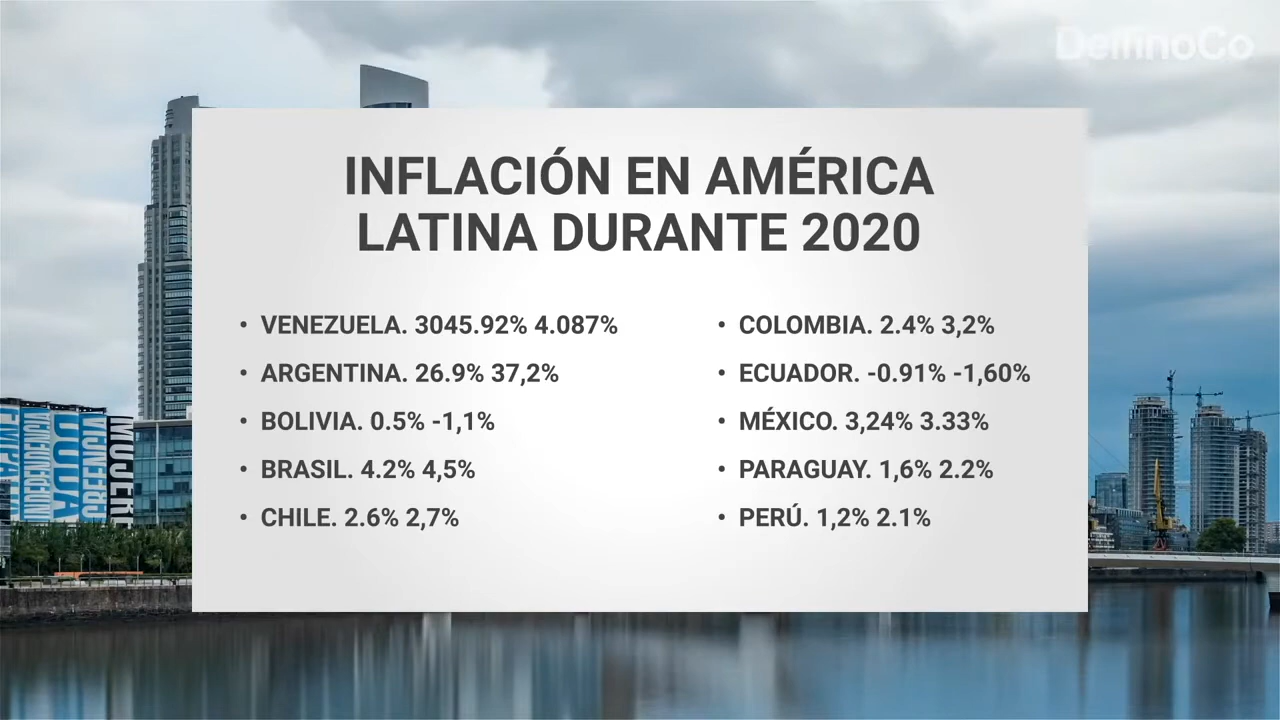 DelfinoCo
INFLACIÓN EN AMÉRICA
LATINA DURANTE 2020
• VENEZUELA. 3045.92% 4.087%
• ARGENTINA. 26.9% 37,2%
• BOLIVIA. 0.5% -1,1%
• BRASIL. 4.2% 4,5%
• CHILE. 2.6% 2,7%
• COLOMBIA. 2.4% 3,2%
• ECUADOR. -0.91% -1,60%
• MÉXICO. 3,24% 3.33%
• PARAGUAY. 1,6% 2.2%
• PERÚ. 1,2% 2.1%